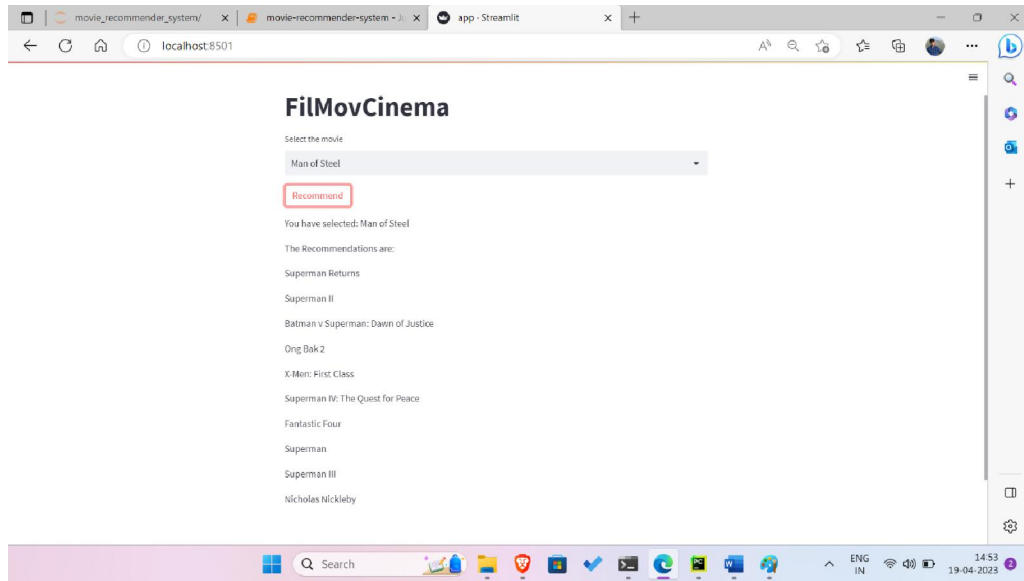 movie_recommender_system/
movie-recommender-system - J
app · Streamlit
localhost:8501
FilMovCinema
Select the movie
Man of Steel
Recommend
You have selected: Man of Steel
The Recommendations are:
Superman Returns
Superman II
Batman v Superman: Dawn of Justice
Ong Bak 2
X-Men: First Class
Superman IV: The Quest for Peace
Fantastic Four
Superman
Superman III
Nicholas Nickleby
Search
ENG
IN
14:53
19-04-2023
2